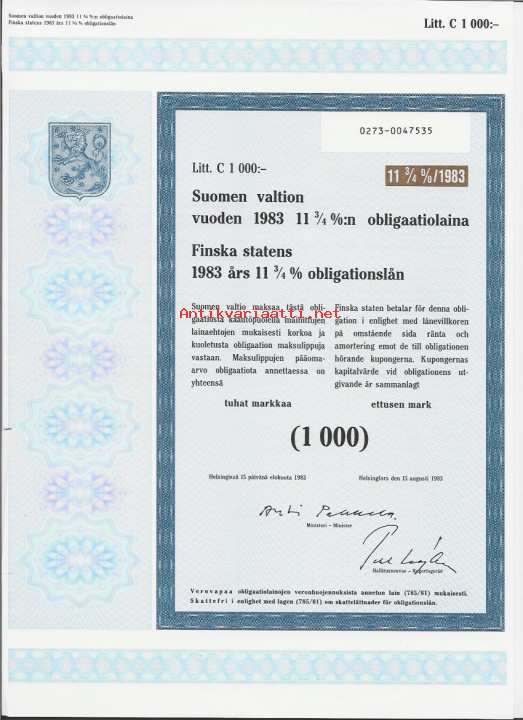 Suomen valtion vuoden 1983 11 ¾ %:n obligaatiolaina
Finska statens 1983 års 11 ¾ % obligationslån
Litt. C 1 000:–
0273-0047535
Litt. C 1 000:–
11 ¾ %/1983
Suomen valtion
vuoden 1983 11 ¾ %:n obligaatiolaina
Finska statens
1983 års 11 ¾ % obligationslån
Antikvariaatti.net
Suomen valtio maksaa tästä obli-
gaatiosta kääntöpuolella mainittujen
lainaehtojen mukaisesti korkoa ja
kuoletusta obligaation maksulippuja
vastaan. Maksulippujen pääoma-
arvo obligaatiota annettaessa on
yhteensä
tuhat markkaa
Finska staten betalar för denna obli-
gation i enlighet med lånevillkoren
på omstående sida ränta och
amortering emot de till obligationen
hörande kupongerna. Kupongernas
kapitalvärde vid obligationens ut-
givande är sammanlagt
ettusen mark
(1 000)
Helsingissä 15 päivänä elokuuta 1983
Helsingfors den 15 augusti 1983
Ministeri – Minister
Hallitusneuvos – Regeringsråd
Verovapaa obligaatiolainojen veronhuojennuksista annetun lain (785/81) mukaisesti.
Skattefri i enlighet med lagen (785/81) om skattelättnader för obligationslån.